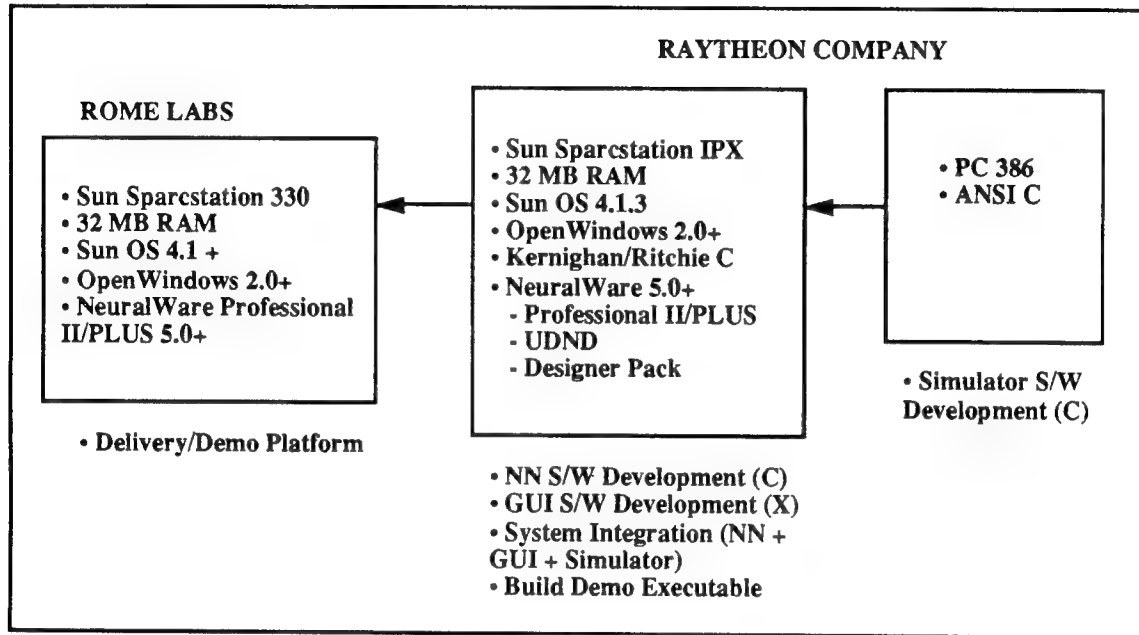 RAYTHEON COMPANY
ROME LABS
• Sun Sparcstation 330
• 32 MB RAM
• Sun OS 4.1 +
• OpenWindows 2.0+
• NeuralWare Professional
II/PLUS 5.0+
• Delivery/Demo Platform
• Sun Sparcstation IPX
• 32 MB RAM
• Sun OS 4.1.3
• OpenWindows 2.0+
• Kernighan/Ritchie C
• NeuralWare 5.0+
- Professional II/PLUS
- UDND
- Designer Pack
• NN S/W Development (C)
• GUI S/W Development (X)
• System Integration (NN +
GUI + Simulator)
• Build Demo Executable
• PC 386
• ANSI C
• Simulator S/W
Development (C)